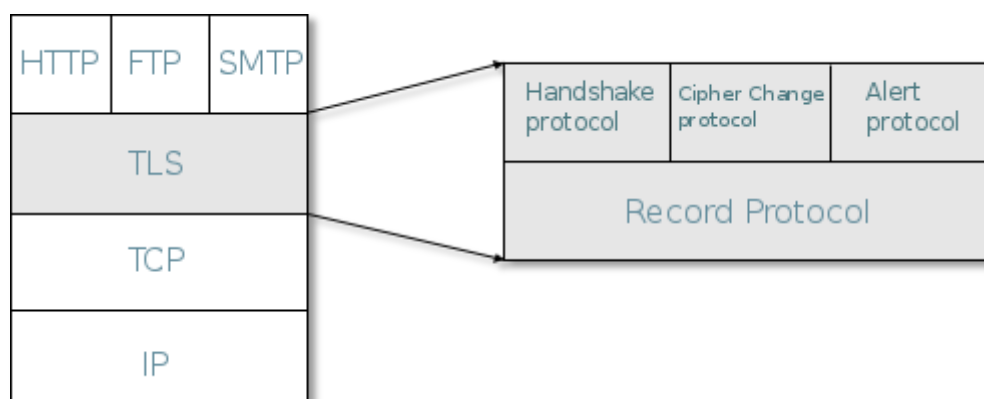 HTTP FTP SMTP
TLS
TCP
IP
Handshake protocol
Cipher Change protocol
Alert protocol
Record Protocol